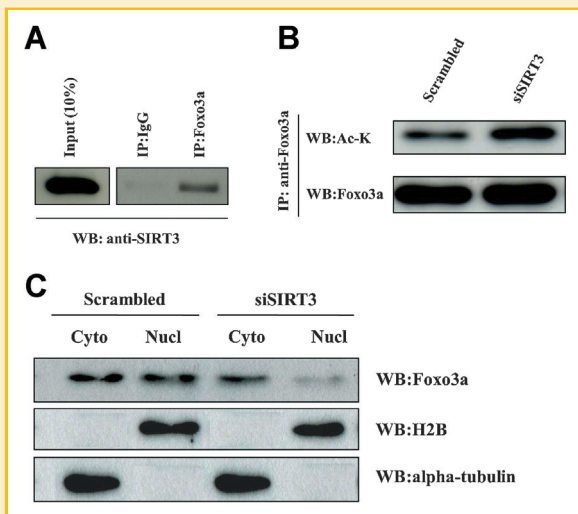 A
Input (10%)
IP:IgG
IP:Foxo3a
WB: anti-SIRT3
B
Scrambled
siSIRT3
IP: anti-Foxo3a
WB:Ac-K
WB:Foxo3a
C
Scrambled
siSIRT3
Cyto
Nucl
Cyto
Nucl
WB:Foxo3a
WB:H2B
WB:alpha-tubulin